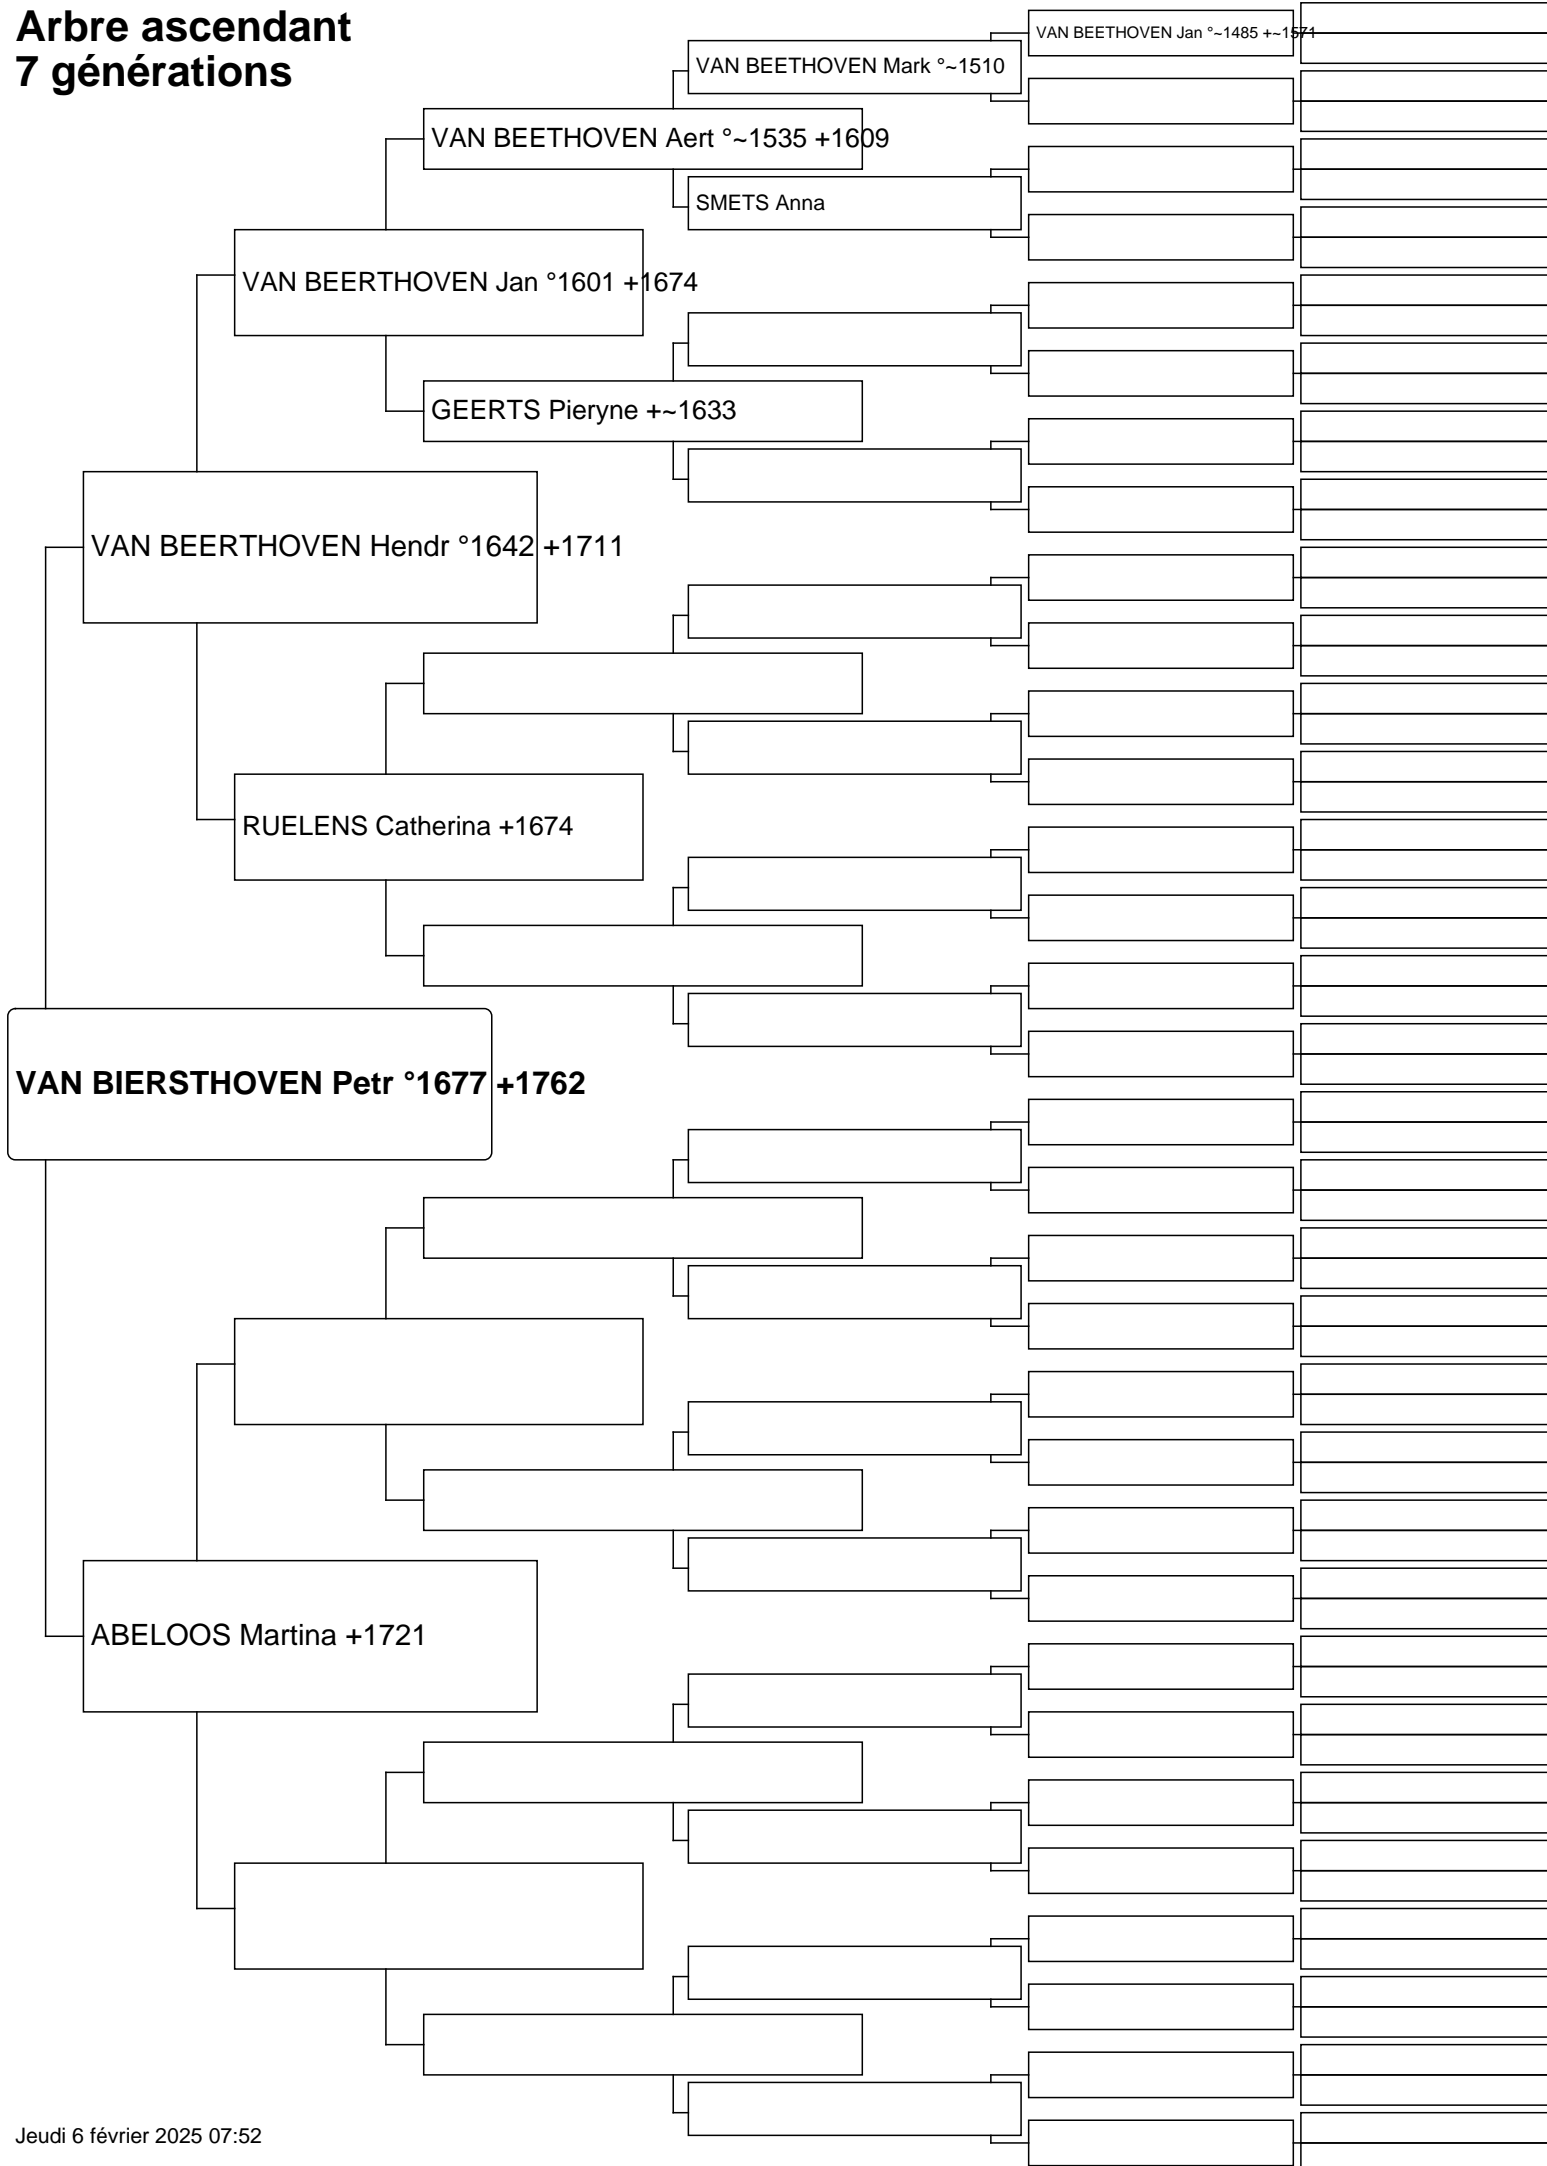 Arbre ascendant
7 générations
VAN BEETHOVEN Jan °~1485 +~1571
VAN BEETHOVEN Mark °~1510
VAN BEETHOVEN Aert °~1535 +1609
SMETS Anna
VAN BEERTHOVEN Jan °1601 +1674
GEERTS Pieryne +~1633
VAN BEERTHOVEN Hendr °1642 +1711
RUELENS Catherina +1674
VAN BIERSTHOVEN Petr °1677 +1762
ABELOOS Martina +1721
Jeudi 6 février 2025 07:52